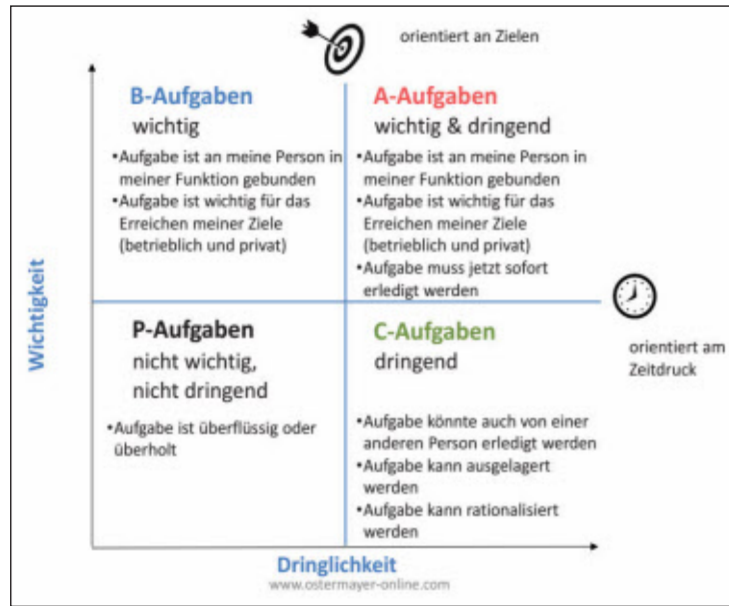 orientiert an Zielen
B-Aufgaben
wichtig
•Aufgabe ist an meine Person in
meiner Funktion gebunden
•Aufgabe ist wichtig für das
Erreichen meiner Ziele
(betrieblich und privat)
A-Aufgaben
wichtig & dringend
•Aufgabe ist an meine Person in
meiner Funktion gebunden
•Aufgabe ist wichtig für das
Erreichen meiner Ziele
(betrieblich und privat)
•Aufgabe muss jetzt sofort
erledigt werden
Wichtigkeit
P-Aufgaben
nicht wichtig,
nicht dringend
•Aufgabe ist überflüssig oder
überholt
C-Aufgaben
dringend
•Aufgabe könnte auch von einer
anderen Person erledigt werden
•Aufgabe kann ausgelagert
werden
•Aufgabe kann rationalisiert
werden
orientiert am
Zeitdruck
Dringlichkeit
www.ostermayer-online.com